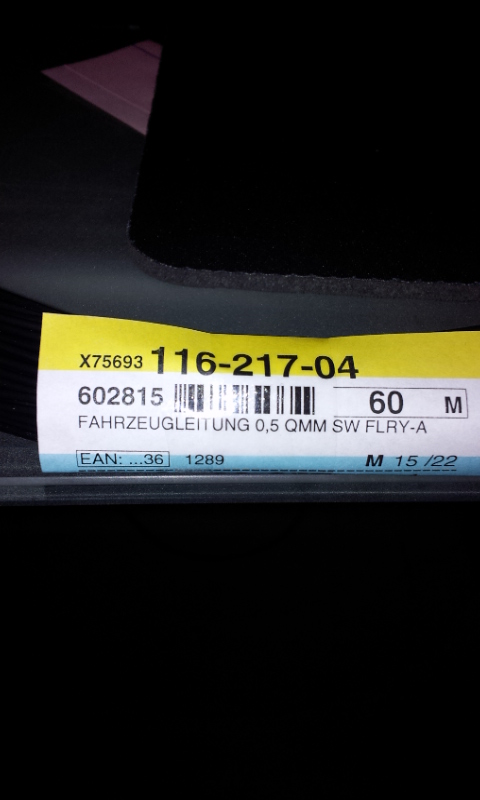 X75693 116-217-04
602815 60 M
FAHRZEUGLEITUNG 0,5 QMM SW FLRY-A
EAN: ...36 1289 M 15 /22